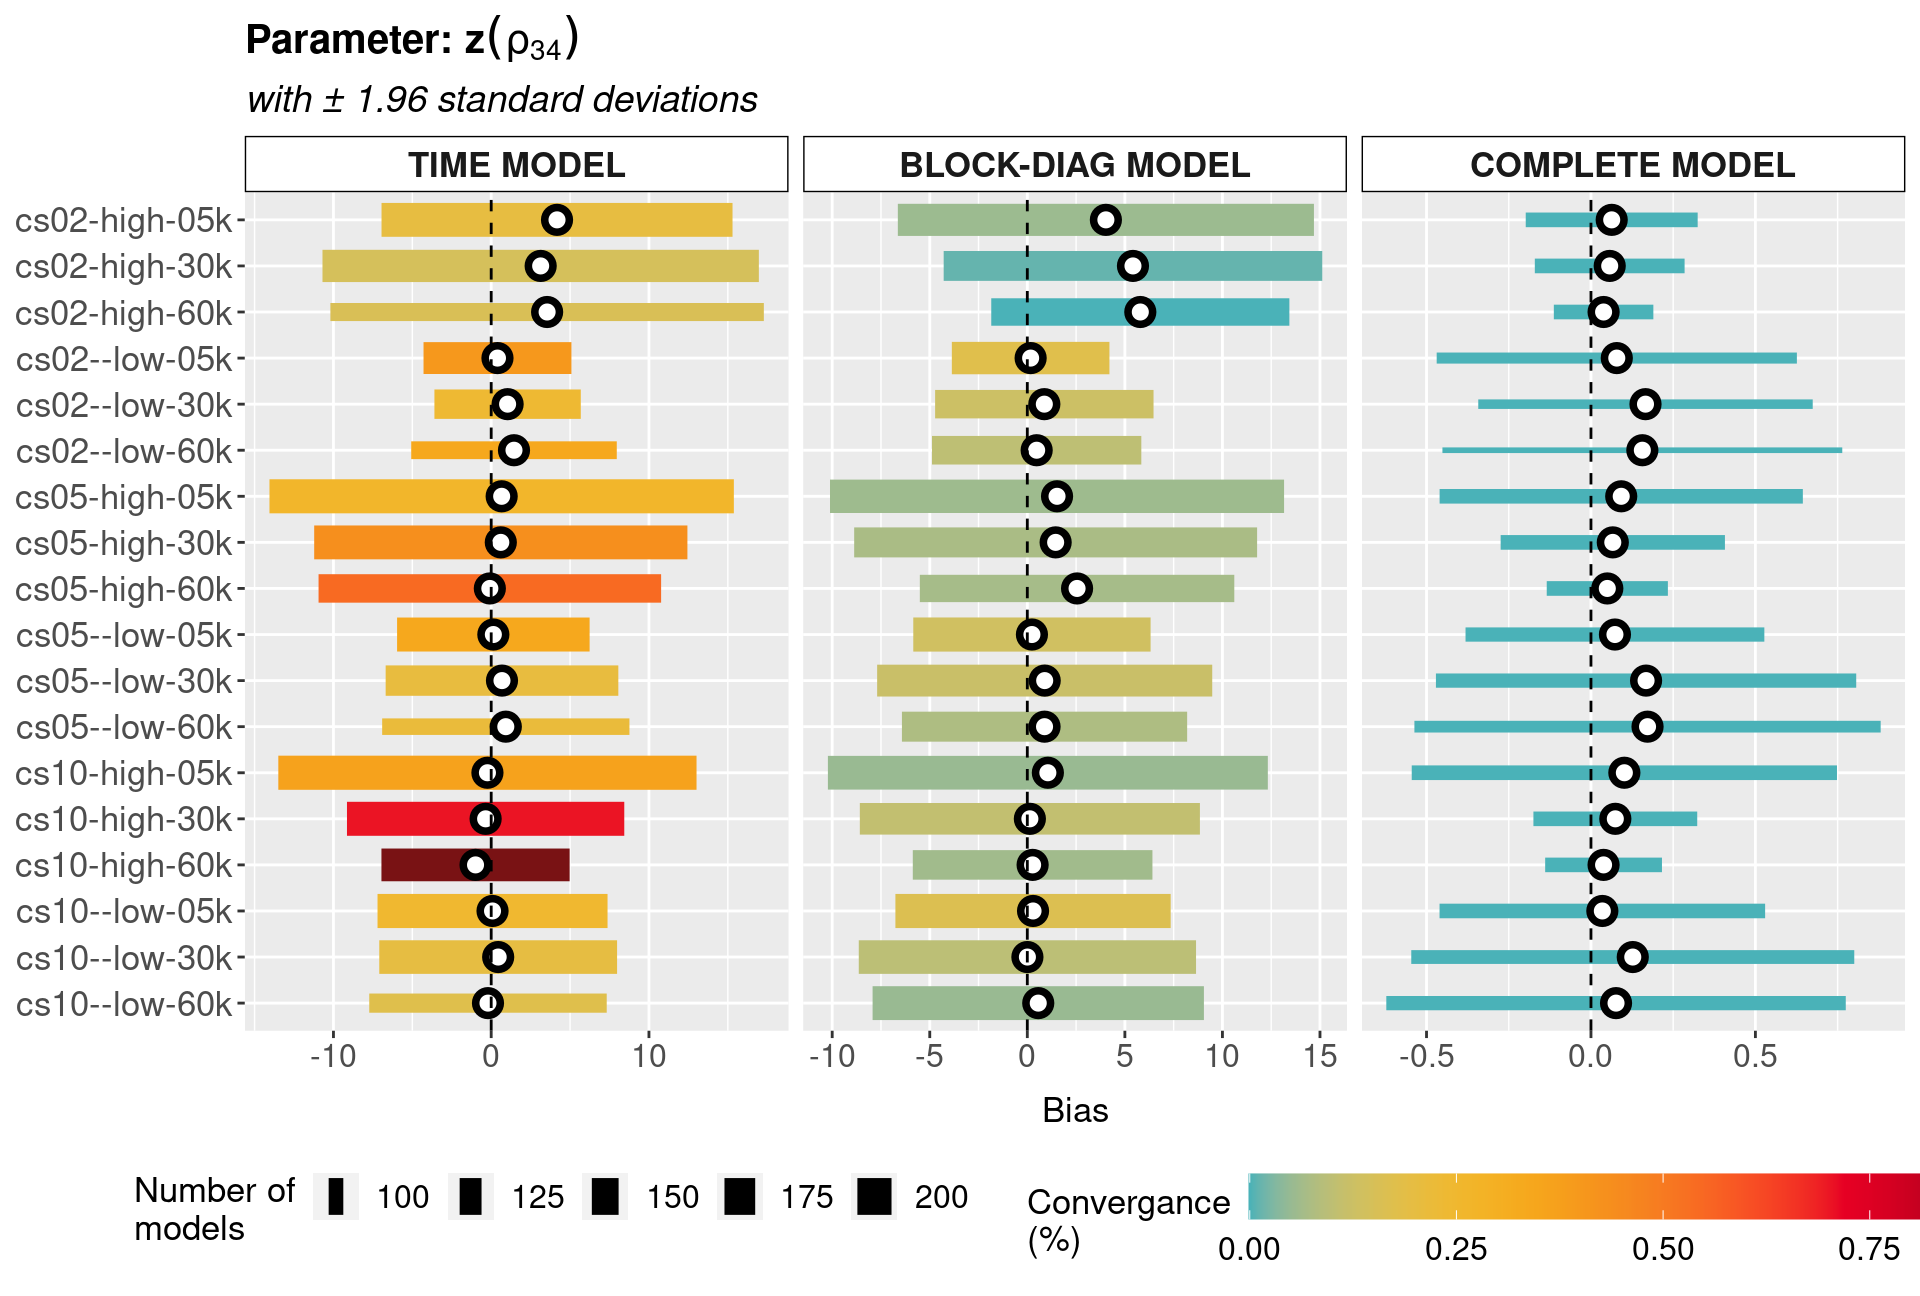 Parameter: z(ρ34)
with ± 1.96 standard deviations
TIME MODEL
BLOCK-DIAG MODEL
COMPLETE MODEL
cs02-high-05k
cs02-high-30k
cs02-high-60k
cs02--low-05k
cs02--low-30k
cs02--low-60k
cs05-high-05k
cs05-high-30k
cs05-high-60k
cs05--low-05k
cs05--low-30k
cs05--low-60k
cs10-high-05k
cs10-high-30k
cs10-high-60k
cs10--low-05k
cs10--low-30k
cs10--low-60k
-10 0 10
-10 -5 0 5 10 15
-0.5 0.0 0.5
Bias
Number of
models
100 125 150 175 200
Convergance
(%)
0.00 0.25 0.50 0.75